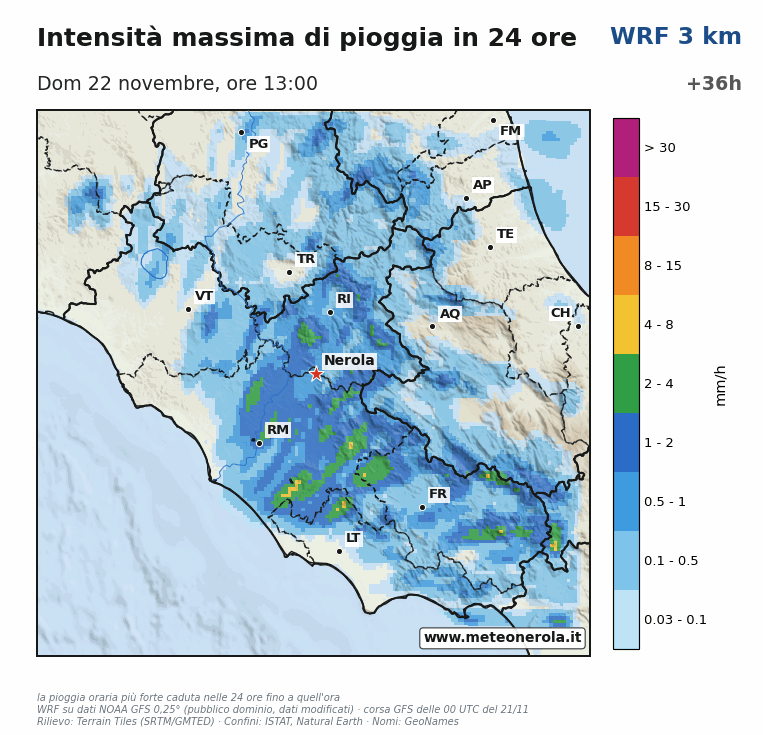 Intensità massima di pioggia in 24 ore WRF 3 km
Dom 22 novembre, ore 13:00 +36h
FM
PG
> 30
AP
15 - 30
TE
TR
8 - 15
VT
RI
AQ
CH
4 - 8
Nerola
2 - 4
mm/h
RM
1 - 2
FR
0.5 - 1
LT
0.1 - 0.5
0.03 - 0.1
www.meteonerola.it
la pioggia oraria più forte caduta nelle 24 ore fino a quell'ora
WRF su dati NOAA GFS 0,25° (pubblico dominio, dati modificati) · corsa GFS delle 00 UTC del 21/11
Rilievo: Terrain Tiles (SRTM/GMTED) · Confini: ISTAT, Natural Earth · Nomi: GeoNames